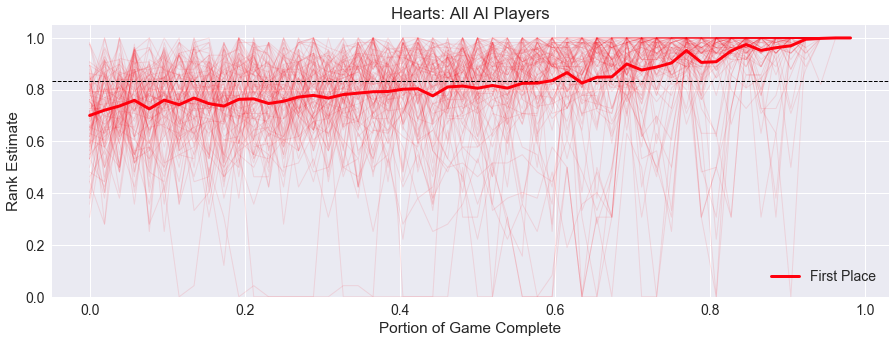 Hearts: All AI Players
Rank Estimate
1.0
0.8
0.6
0.4
0.2
0.0
First Place
0.0 0.2 0.4 0.6 0.8 1.0
Portion of Game Complete